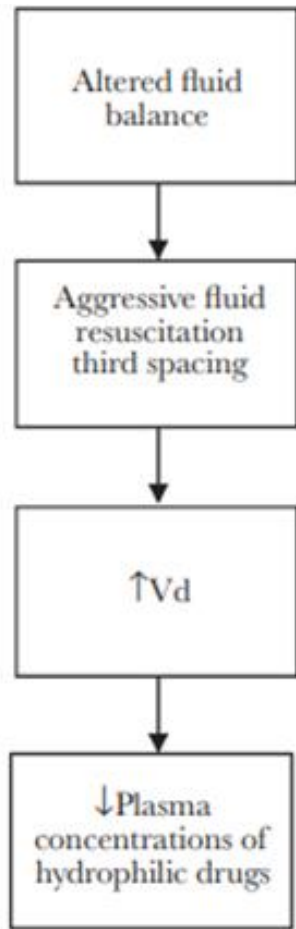 Altered fluid
balance
Aggressive fluid
resuscitation
third spacing
↑Vd
↓Plasma
concentrations of
hydrophilic drugs